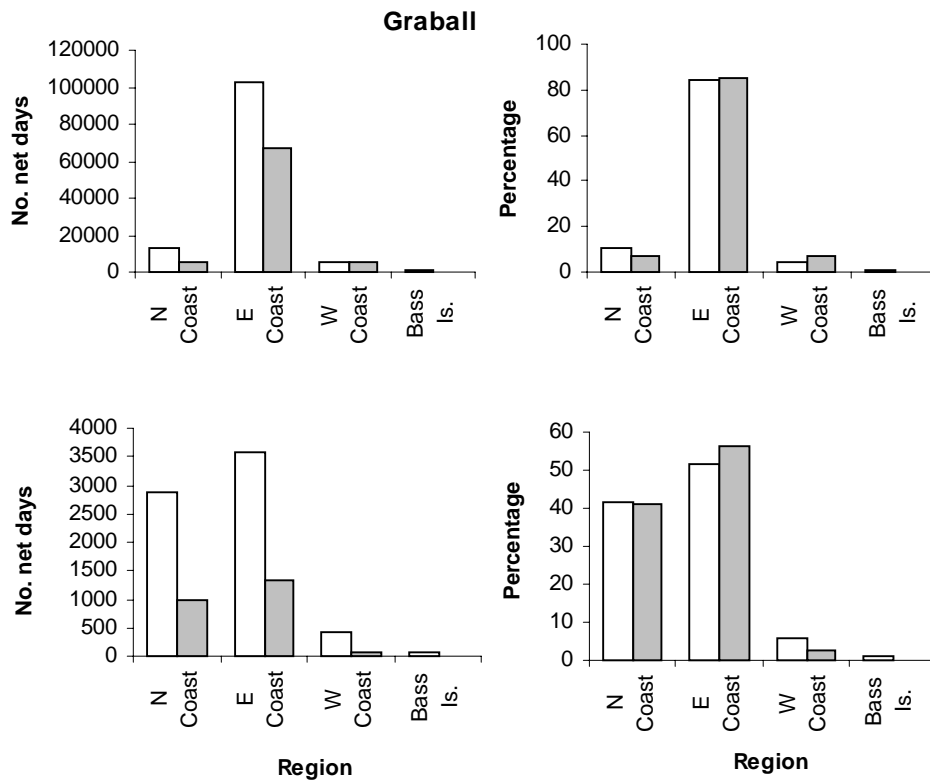 Graball
No. net days
120000
100000
80000
60000
40000
20000
0
N
Coast
E
Coast
W
Coast
Bass
Is.
Percentage
100
80
60
40
20
0
N
Coast
E
Coast
W
Coast
Bass
Is.
No. net days
4000
3500
3000
2500
2000
1500
1000
500
0
N
Coast
E
Coast
W
Coast
Bass
Is.
Region
Percentage
60
50
40
30
20
10
0
N
Coast
E
Coast
W
Coast
Bass
Is.
Region